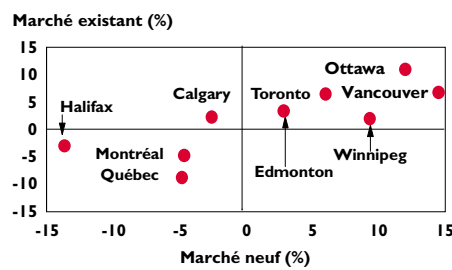 Marché existant (%)
15
10
5
0
-5
-10
-15
Ottawa
Calgary
Toronto
Vancouver
Halifax
Montréal
Winnipeg
Québec
Edmonton
-15
-10
-5
0
5
10
15
Marché neuf (%)